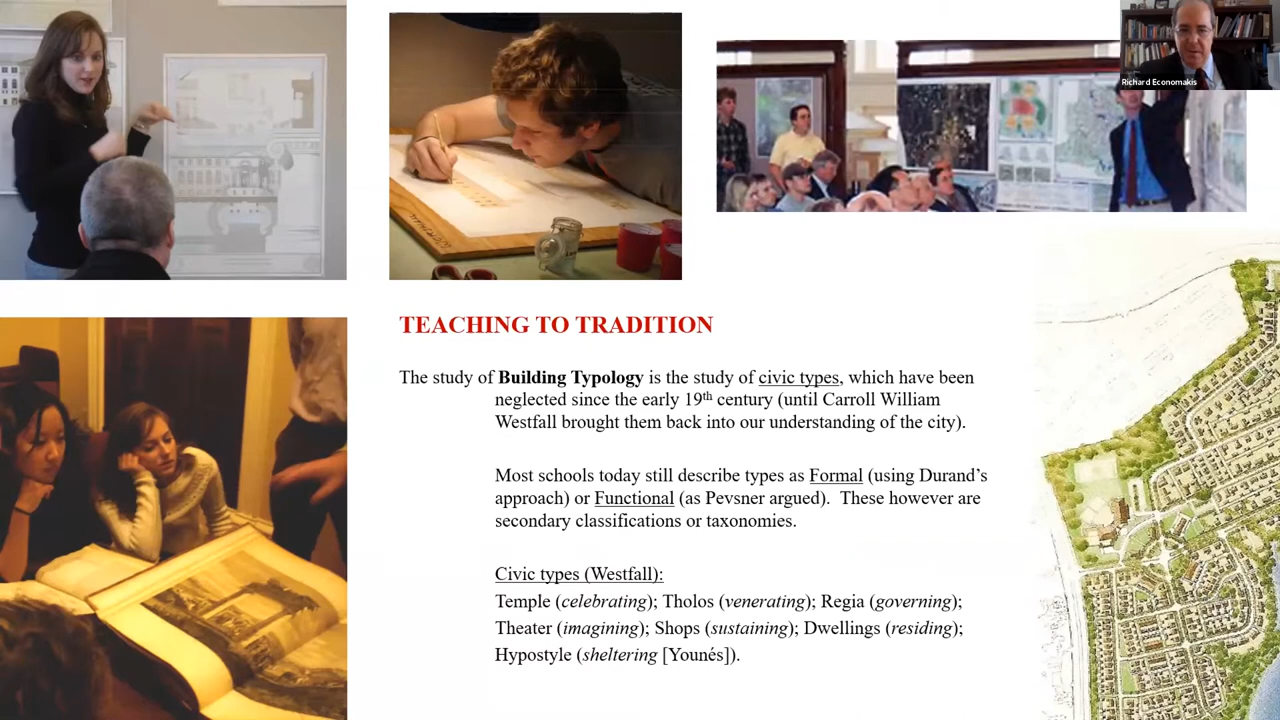 Richard Economakis
TEACHING TO TRADITION
The study of Building Typology is the study of civic types, which have been
neglected since the early 19th century (until Carroll William
Westfall brought them back into our understanding of the city).
Most schools today still describe types as Formal (using Durand’s
approach) or Functional (as Pevsner argued). These however are
secondary classifications or taxonomies.
Civic types (Westfall):
Temple (celebrating); Tholos (venerating); Regia (governing);
Theater (imagining); Shops (sustaining); Dwellings (residing);
Hypostyle (sheltering [Younés]).